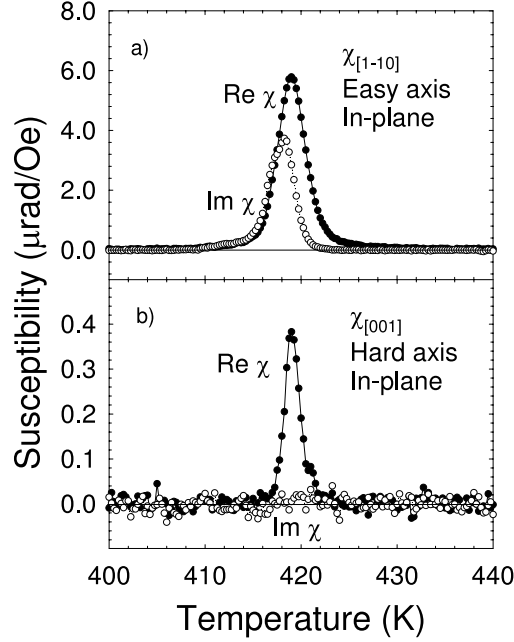 8.0
a)
χ[1-10]
Easy axis
In-plane
6.0
Re χ
4.0
Im χ
2.0
0.0
Susceptibility (μrad/Oe)
b)
χ[001]
Hard axis
In-plane
0.4
Re χ
0.3
0.2
0.1
0.0
Im χ
400 410 420 430 440
Temperature (K)